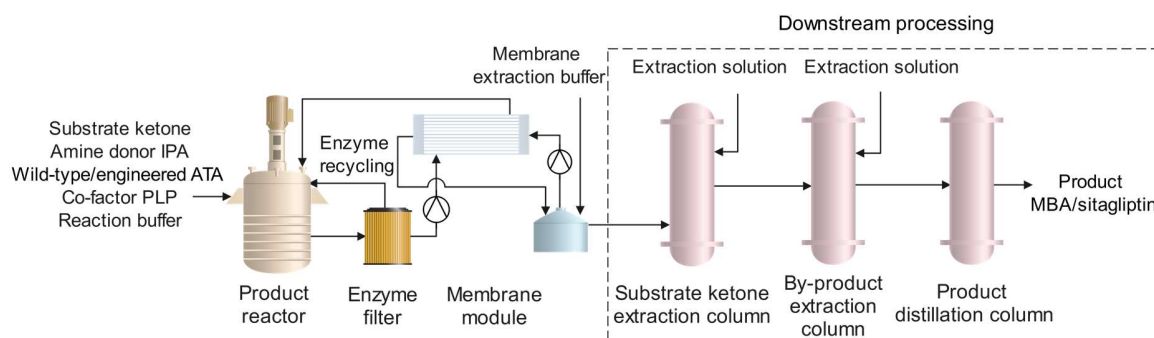 Downstream processing
Membrane
extraction buffer
Extraction solution
Extraction solution
Substrate ketone
Amine donor IPA
Wild-type/engineered ATA
Co-factor PLP
Reaction buffer
Enzyme
recycling
Product
MBA/sitagliptin
Product
reactor
Enzyme
filter
Membrane
module
Substrate ketone
extraction column
By-product
extraction
column
Product
distillation column